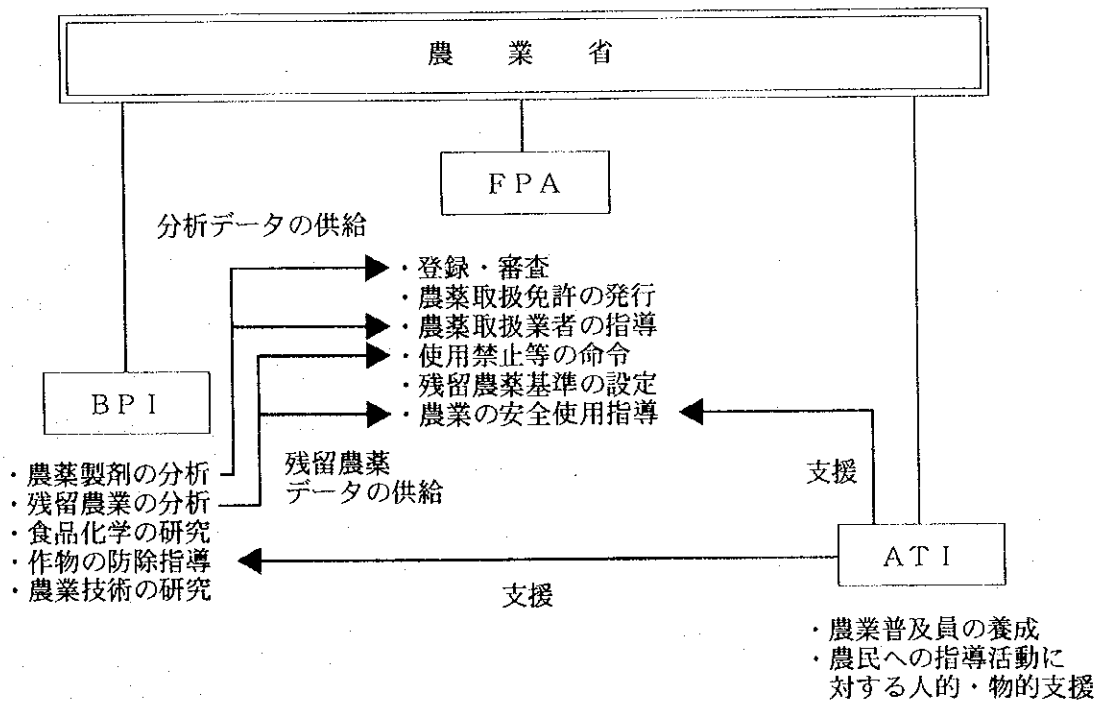 農業省
FPA
分析データの供給
・登録・審査
・農薬取扱免許の発行
・農薬取扱業者の指導
・使用禁止等の命令
・残留農薬基準の設定
・農業の安全使用指導
BPI
・農薬製剤の分析
・残留農業の分析
・食品化学の研究
・作物の防除指導
・農業技術の研究
残留農薬
データの供給
支援
ATI
支援
・農業普及員の養成
・農民への指導活動に
対する人的・物的支援